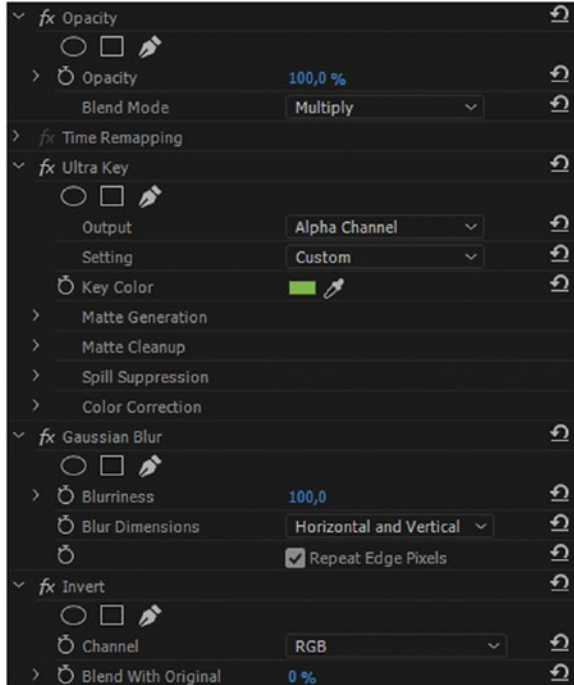 fx Opacity
Opacity 100,0 %
Blend Mode Multiply
fx Time Remapping
fx Ultra Key
Output Alpha Channel
Setting Custom
Key Color
Matte Generation
Matte Cleanup
Spill Suppression
Color Correction
fx Gaussian Blur
Blurriness 100,0
Blur Dimensions Horizontal and Vertical
Repeat Edge Pixels
fx Invert
Channel RGB
Blend With Original 0 %